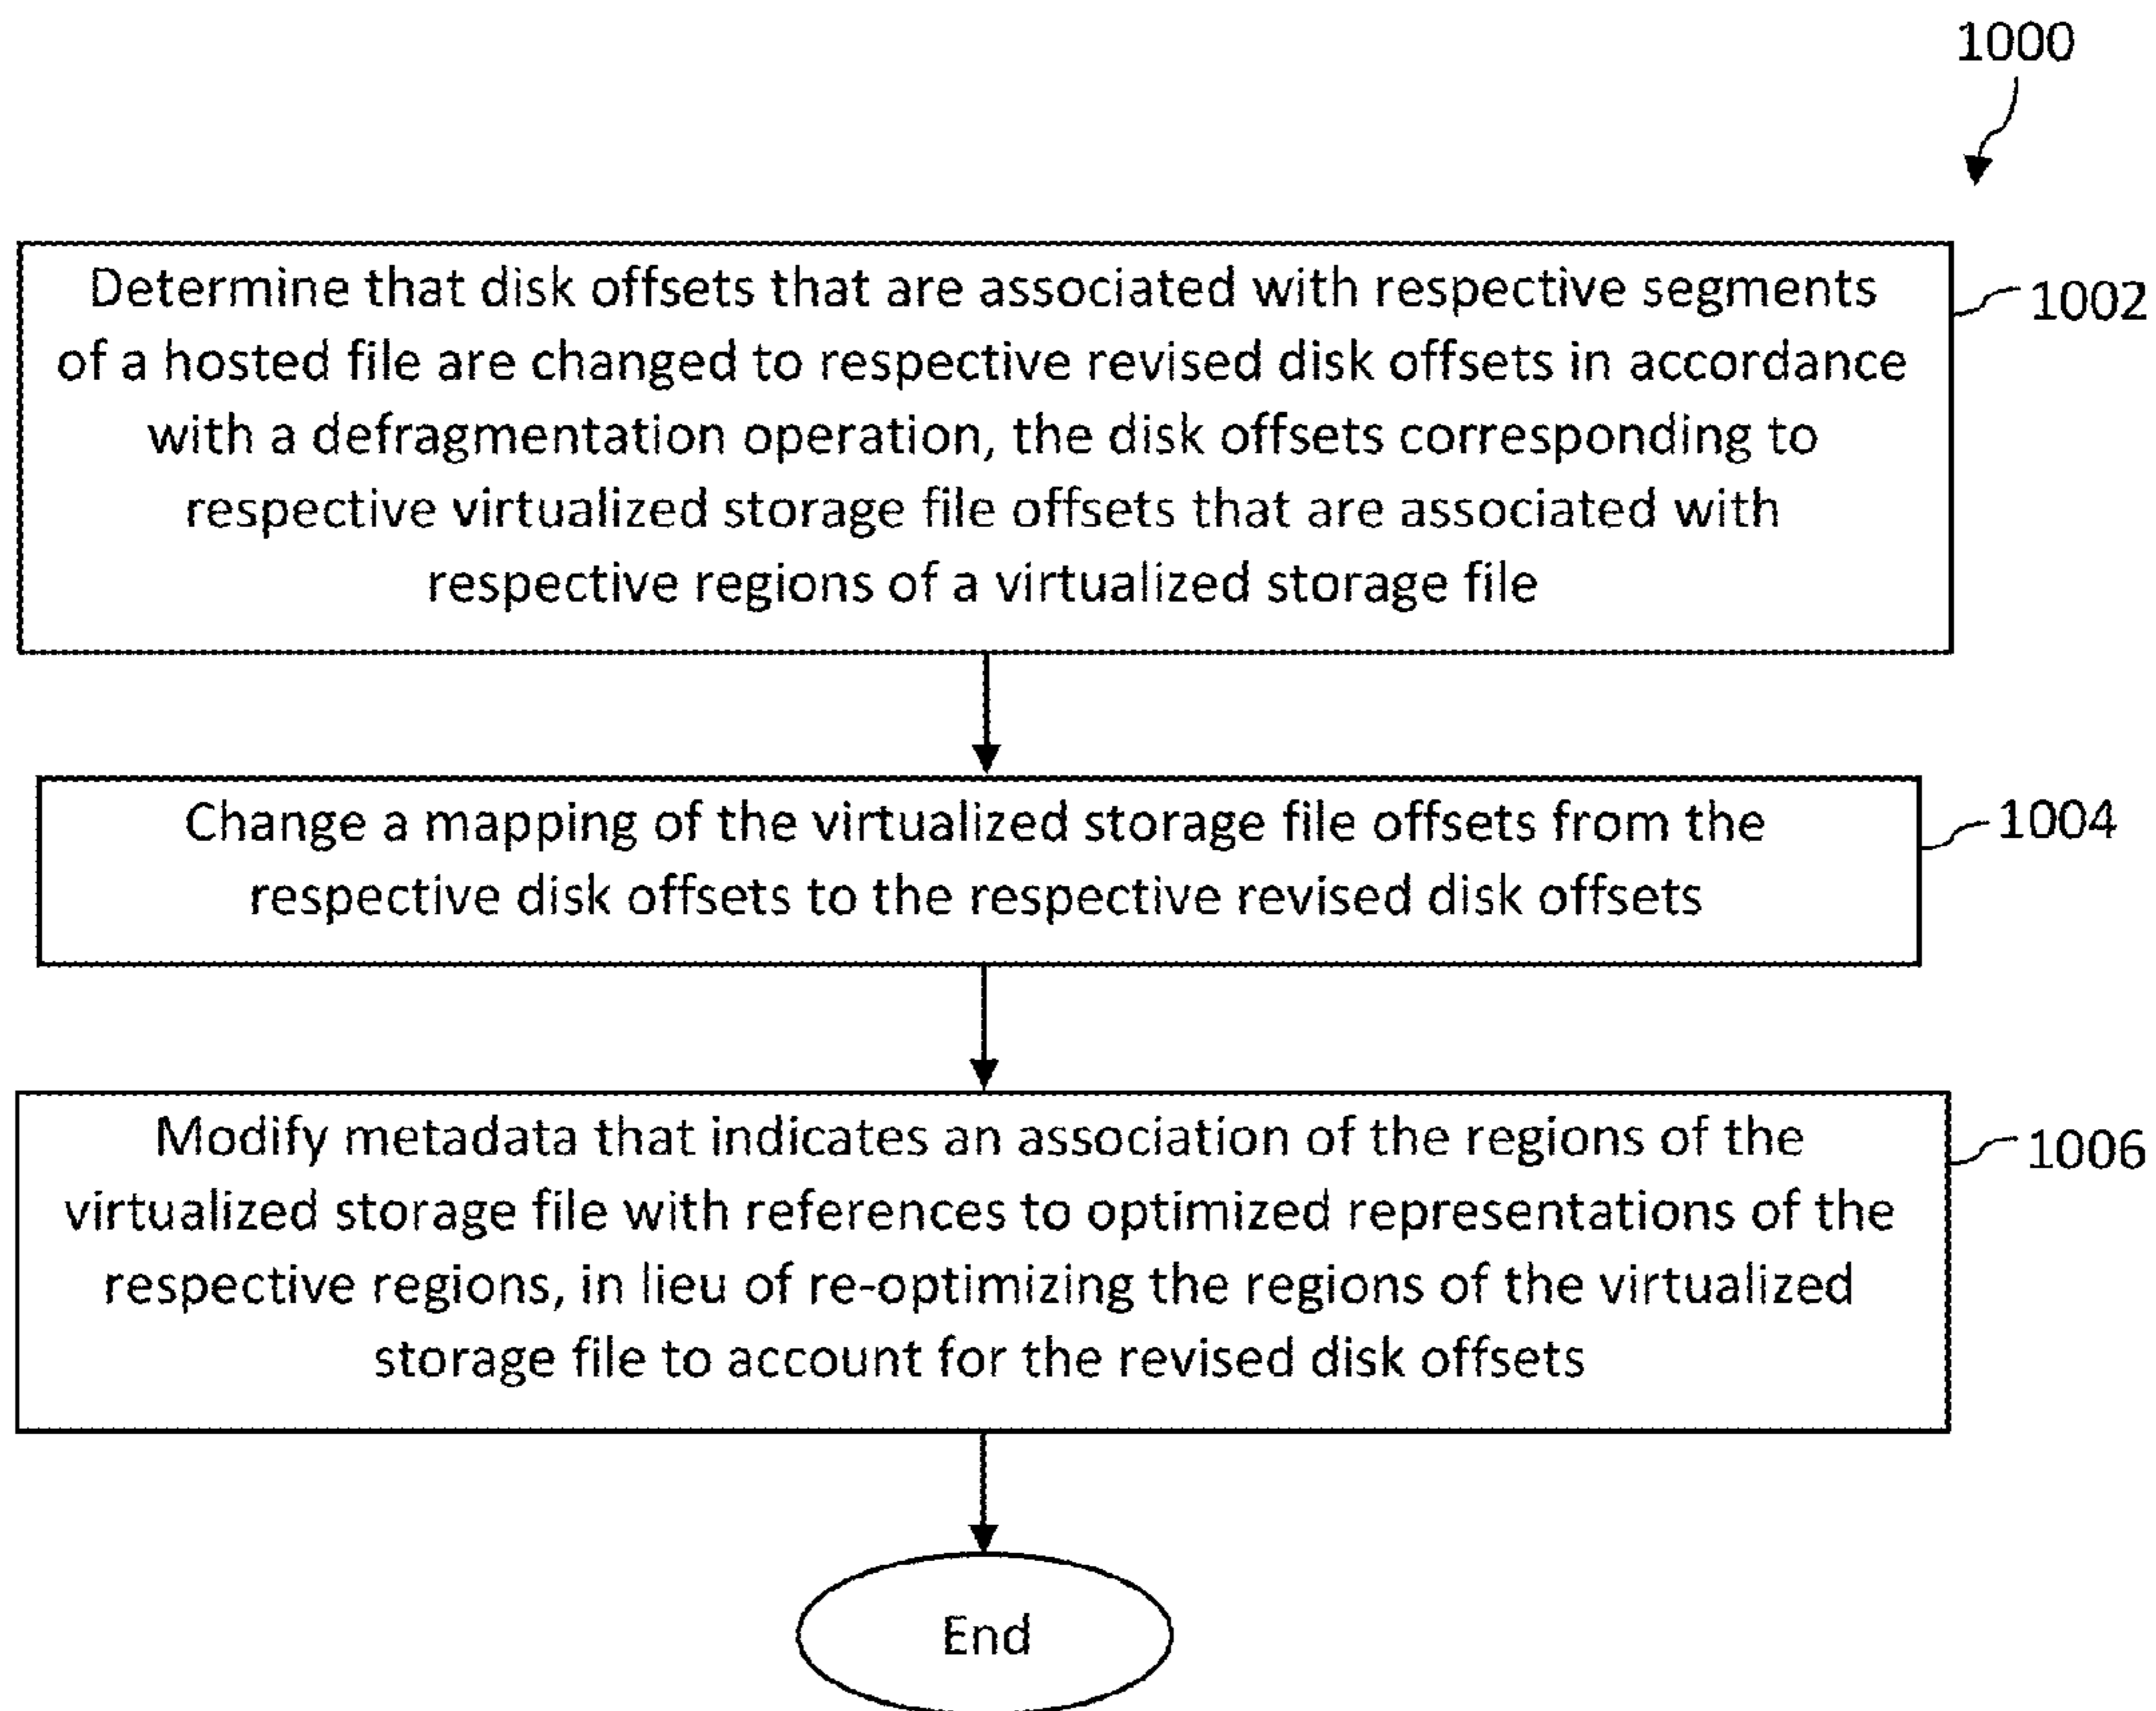 1000
Determine that disk offsets that are associated with respective segments
of a hosted file are changed to respective revised disk offsets in accordance
with a defragmentation operation, the disk offsets corresponding to
respective virtualized storage file offsets that are associated with
respective regions of a virtualized storage file
1002
Change a mapping of the virtualized storage file offsets from the
respective disk offsets to the respective revised disk offsets
1004
Modify metadata that indicates an association of the regions of the
virtualized storage file with references to optimized representations of the
respective regions, in lieu of re-optimizing the regions of the virtualized
storage file to account for the revised disk offsets
1006
End